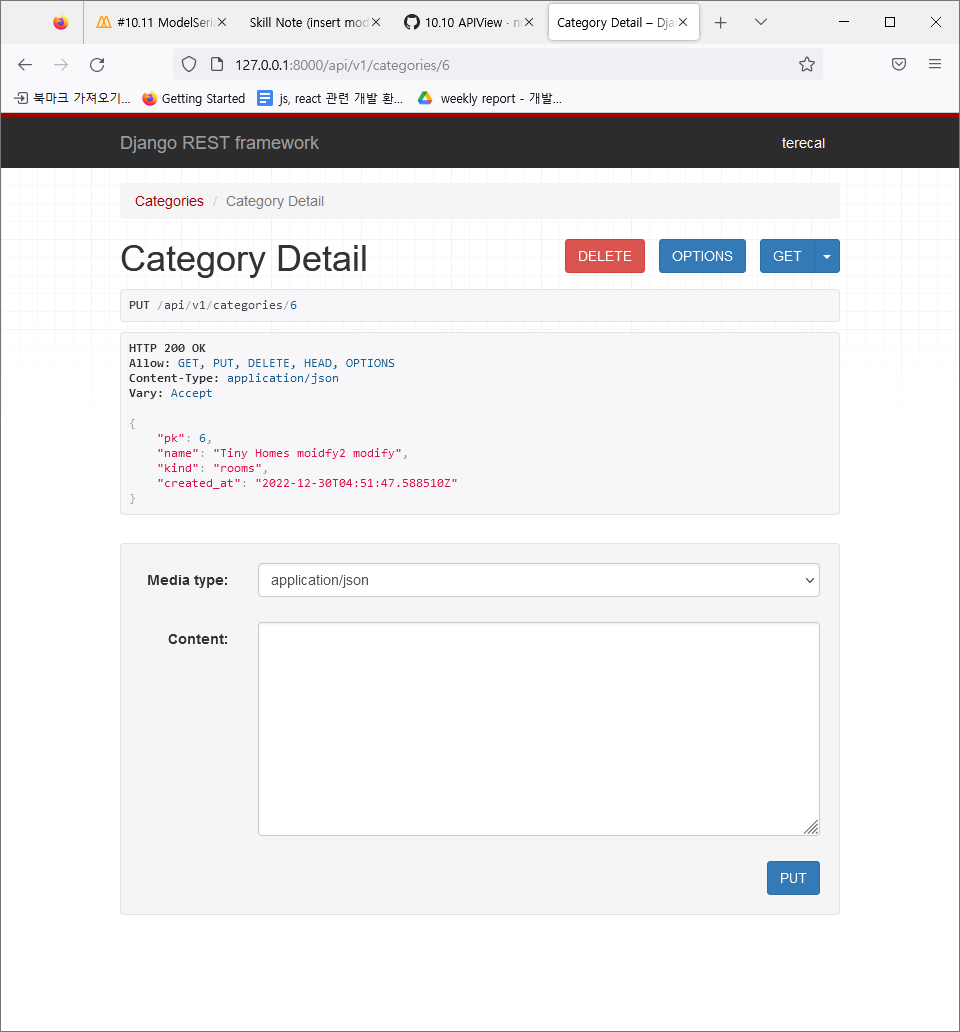 #10.11 ModelSeri
Skill Note (insert mod
10.10 APIView · n
Category Detail – Dja
127.0.0.1:8000/api/v1/categories/6
북마크 가져오기...
Getting Started
js, react 관련 개발 환...
weekly report - 개발...
Django REST framework
terecal
Categories / Category Detail
Category Detail
DELETE
OPTIONS
GET
PUT /api/v1/categories/6
HTTP 200 OK
Allow: GET, PUT, DELETE, HEAD, OPTIONS
Content-Type: application/json
Vary: Accept
{
    "pk": 6,
    "name": "Tiny Homes moidfy2 modify",
    "kind": "rooms",
    "created_at": "2022-12-30T04:51:47.588510Z"
}
Media type:
application/json
Content:
PUT